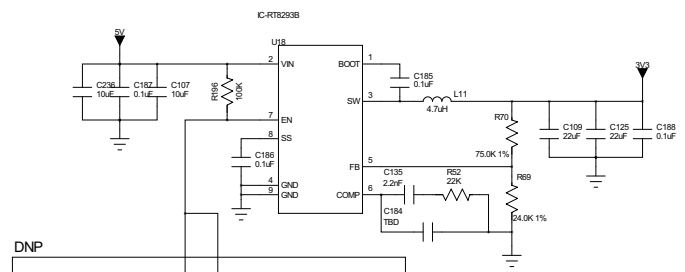 IC-RT8293B
5V
U18
2 VIN
BOOT 1
3V3
C236
10uF
C187
0.1uF
C107
10uF
R196
100K
C185
0.1uF
SW 3
L11
4.7uH
R70
75.0K 1%
C109
22uF
C125
22uF
C188
0.1uF
7 EN
8 SS
C186
0.1uF
4 GND
9 GND
FB 5
COMP 6
C135
2.2nF
R52
22K
C184
TBD
R69
24.0K 1%
DNP